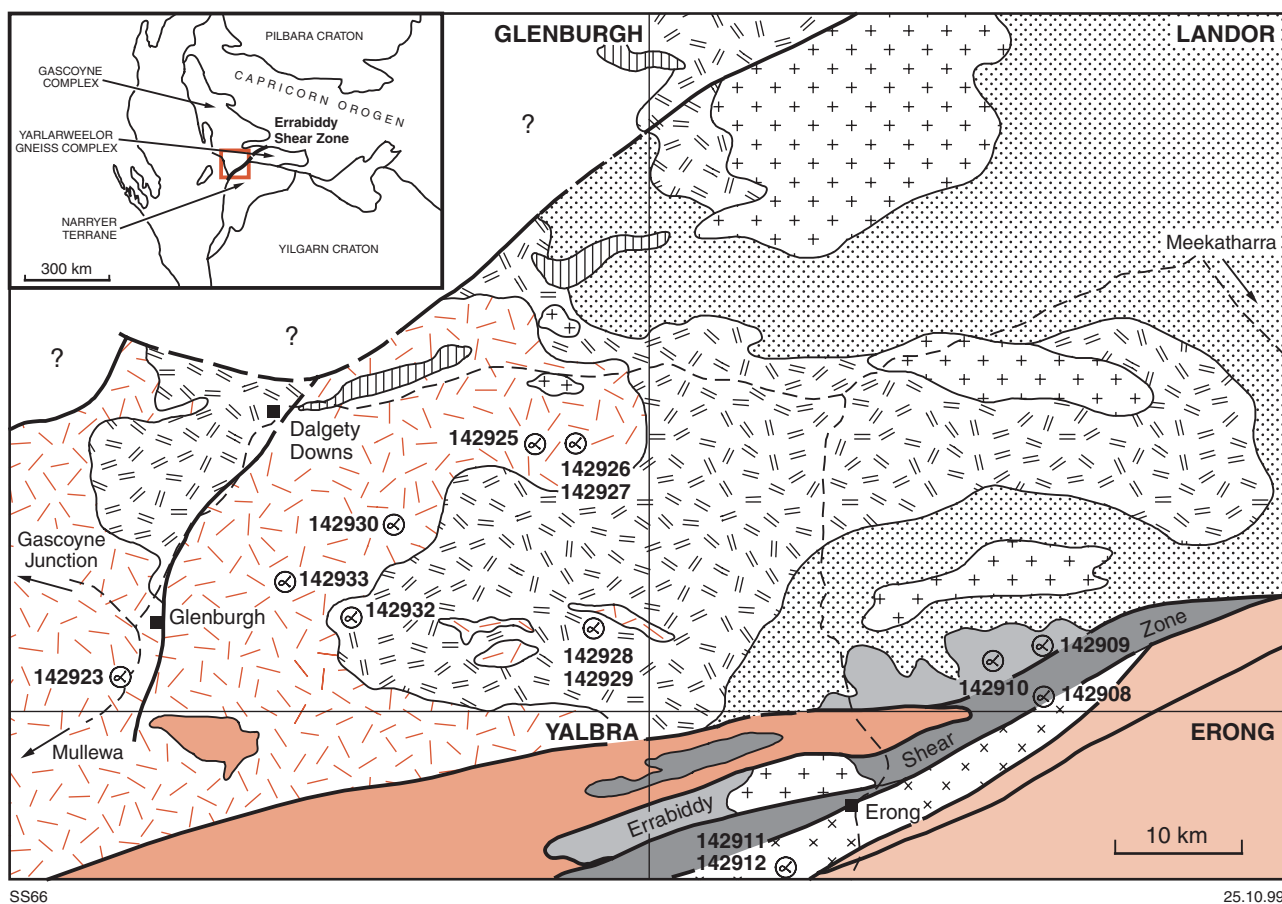 PILBARA CRATON
GASCOYNE
COMPLEX
CAPRICORN OROGEN
YARLARWEELOR
GNEISS COMPLEX
Errabiddy
Shear Zone
NARRYER
TERRANE
YILGARN CRATON
300 km
GLENBURGH
LANDOR
?
?
?
Meekatharra
Dalgety
Downs
142925
142926
142927
142930
Gascoyne
Junction
142933
142932
Glenburgh
142923
142928
142929
142909
142910
142908
Mullewa
YALBRA
ERONG
Errabiddy Shear Zone
Erong
142911
142912
10 km
SS66
25.10.99